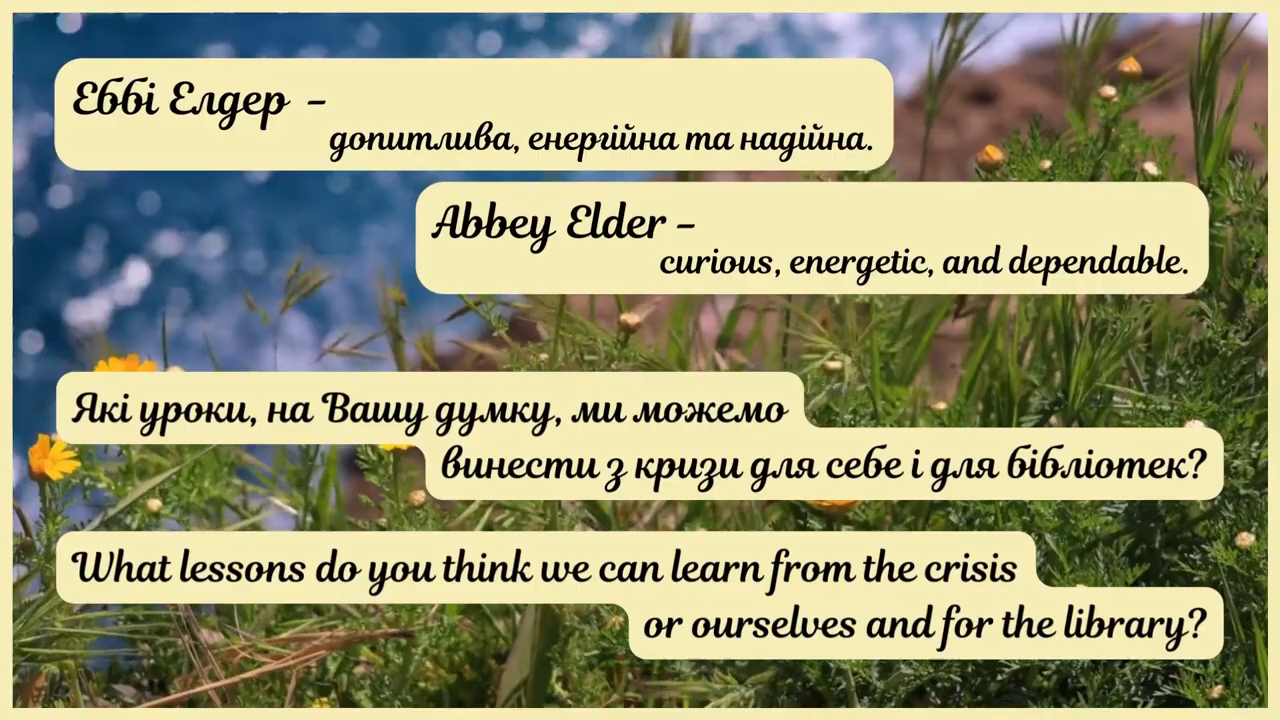 Еббі Елдер –
допитлива, енергійна та надійна.
Abbey Elder –
curious, energetic, and dependable.
Які уроки, на Вашу думку, ми можемо
винести з кризи для себе і для бібліотек?
What lessons do you think we can learn from the crisis
or ourselves and for the library?